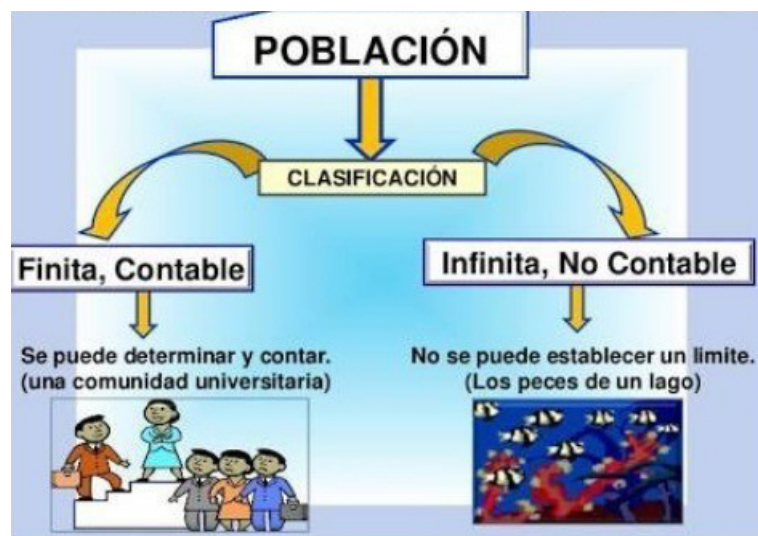 POBLACIÓN
CLASIFICACIÓN
Finita, Contable
Infinita, No Contable
Se puede determinar y contar.
(una comunidad universitaria)
No se puede establecer un limite.
(Los peces de un lago)